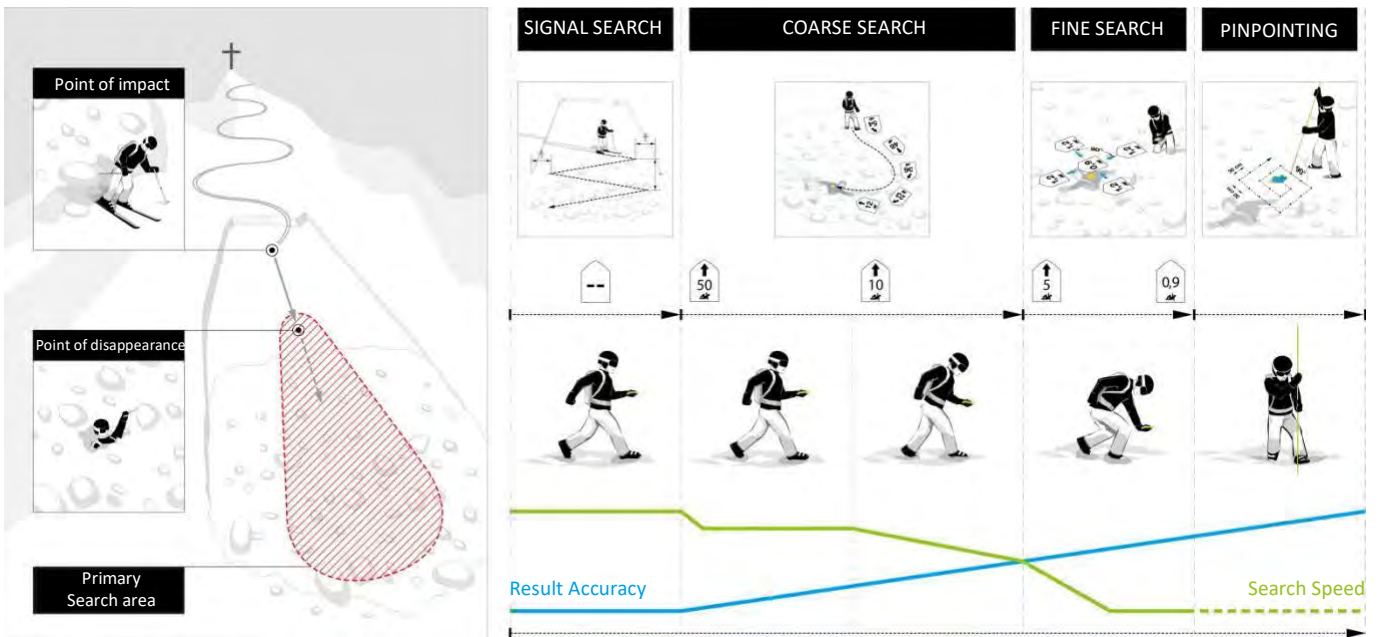 Point of impact
Point of disappearance
Primary
Search area
SIGNAL SEARCH
COARSE SEARCH
FINE SEARCH
PINPOINTING
--
50
10
5
0,9
Result Accuracy
Search Speed